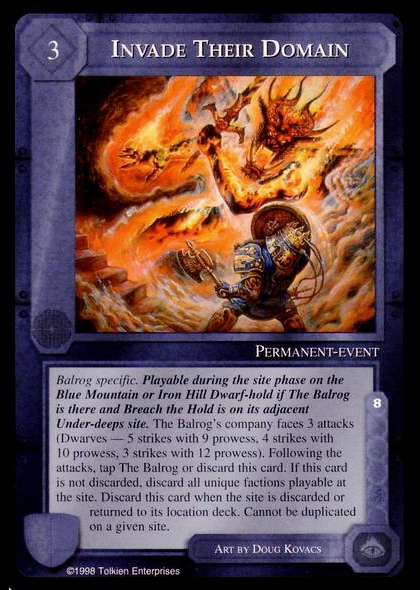 3
INVADE THEIR DOMAIN
PERMANENT-EVENT
Balrog specific. Playable during the site phase on the
Blue Mountain or Iron Hill Dwarf-hold if The Balrog
is there and Breach the Hold is on its adjacent
Under-deeps site. The Balrog's company faces 3 attacks
(Dwarves — 5 strikes with 9 prowess, 4 strikes with
10 prowess, 3 strikes with 12 prowess). Following the
attacks, tap The Balrog or discard this card. If this card
is not discarded, discard all unique factions playable at
the site. Discard this card when the site is discarded or
returned to its location deck. Cannot be duplicated
on a given site.
8
ART BY DOUG KOVACS
©1998 Tolkien Enterprises